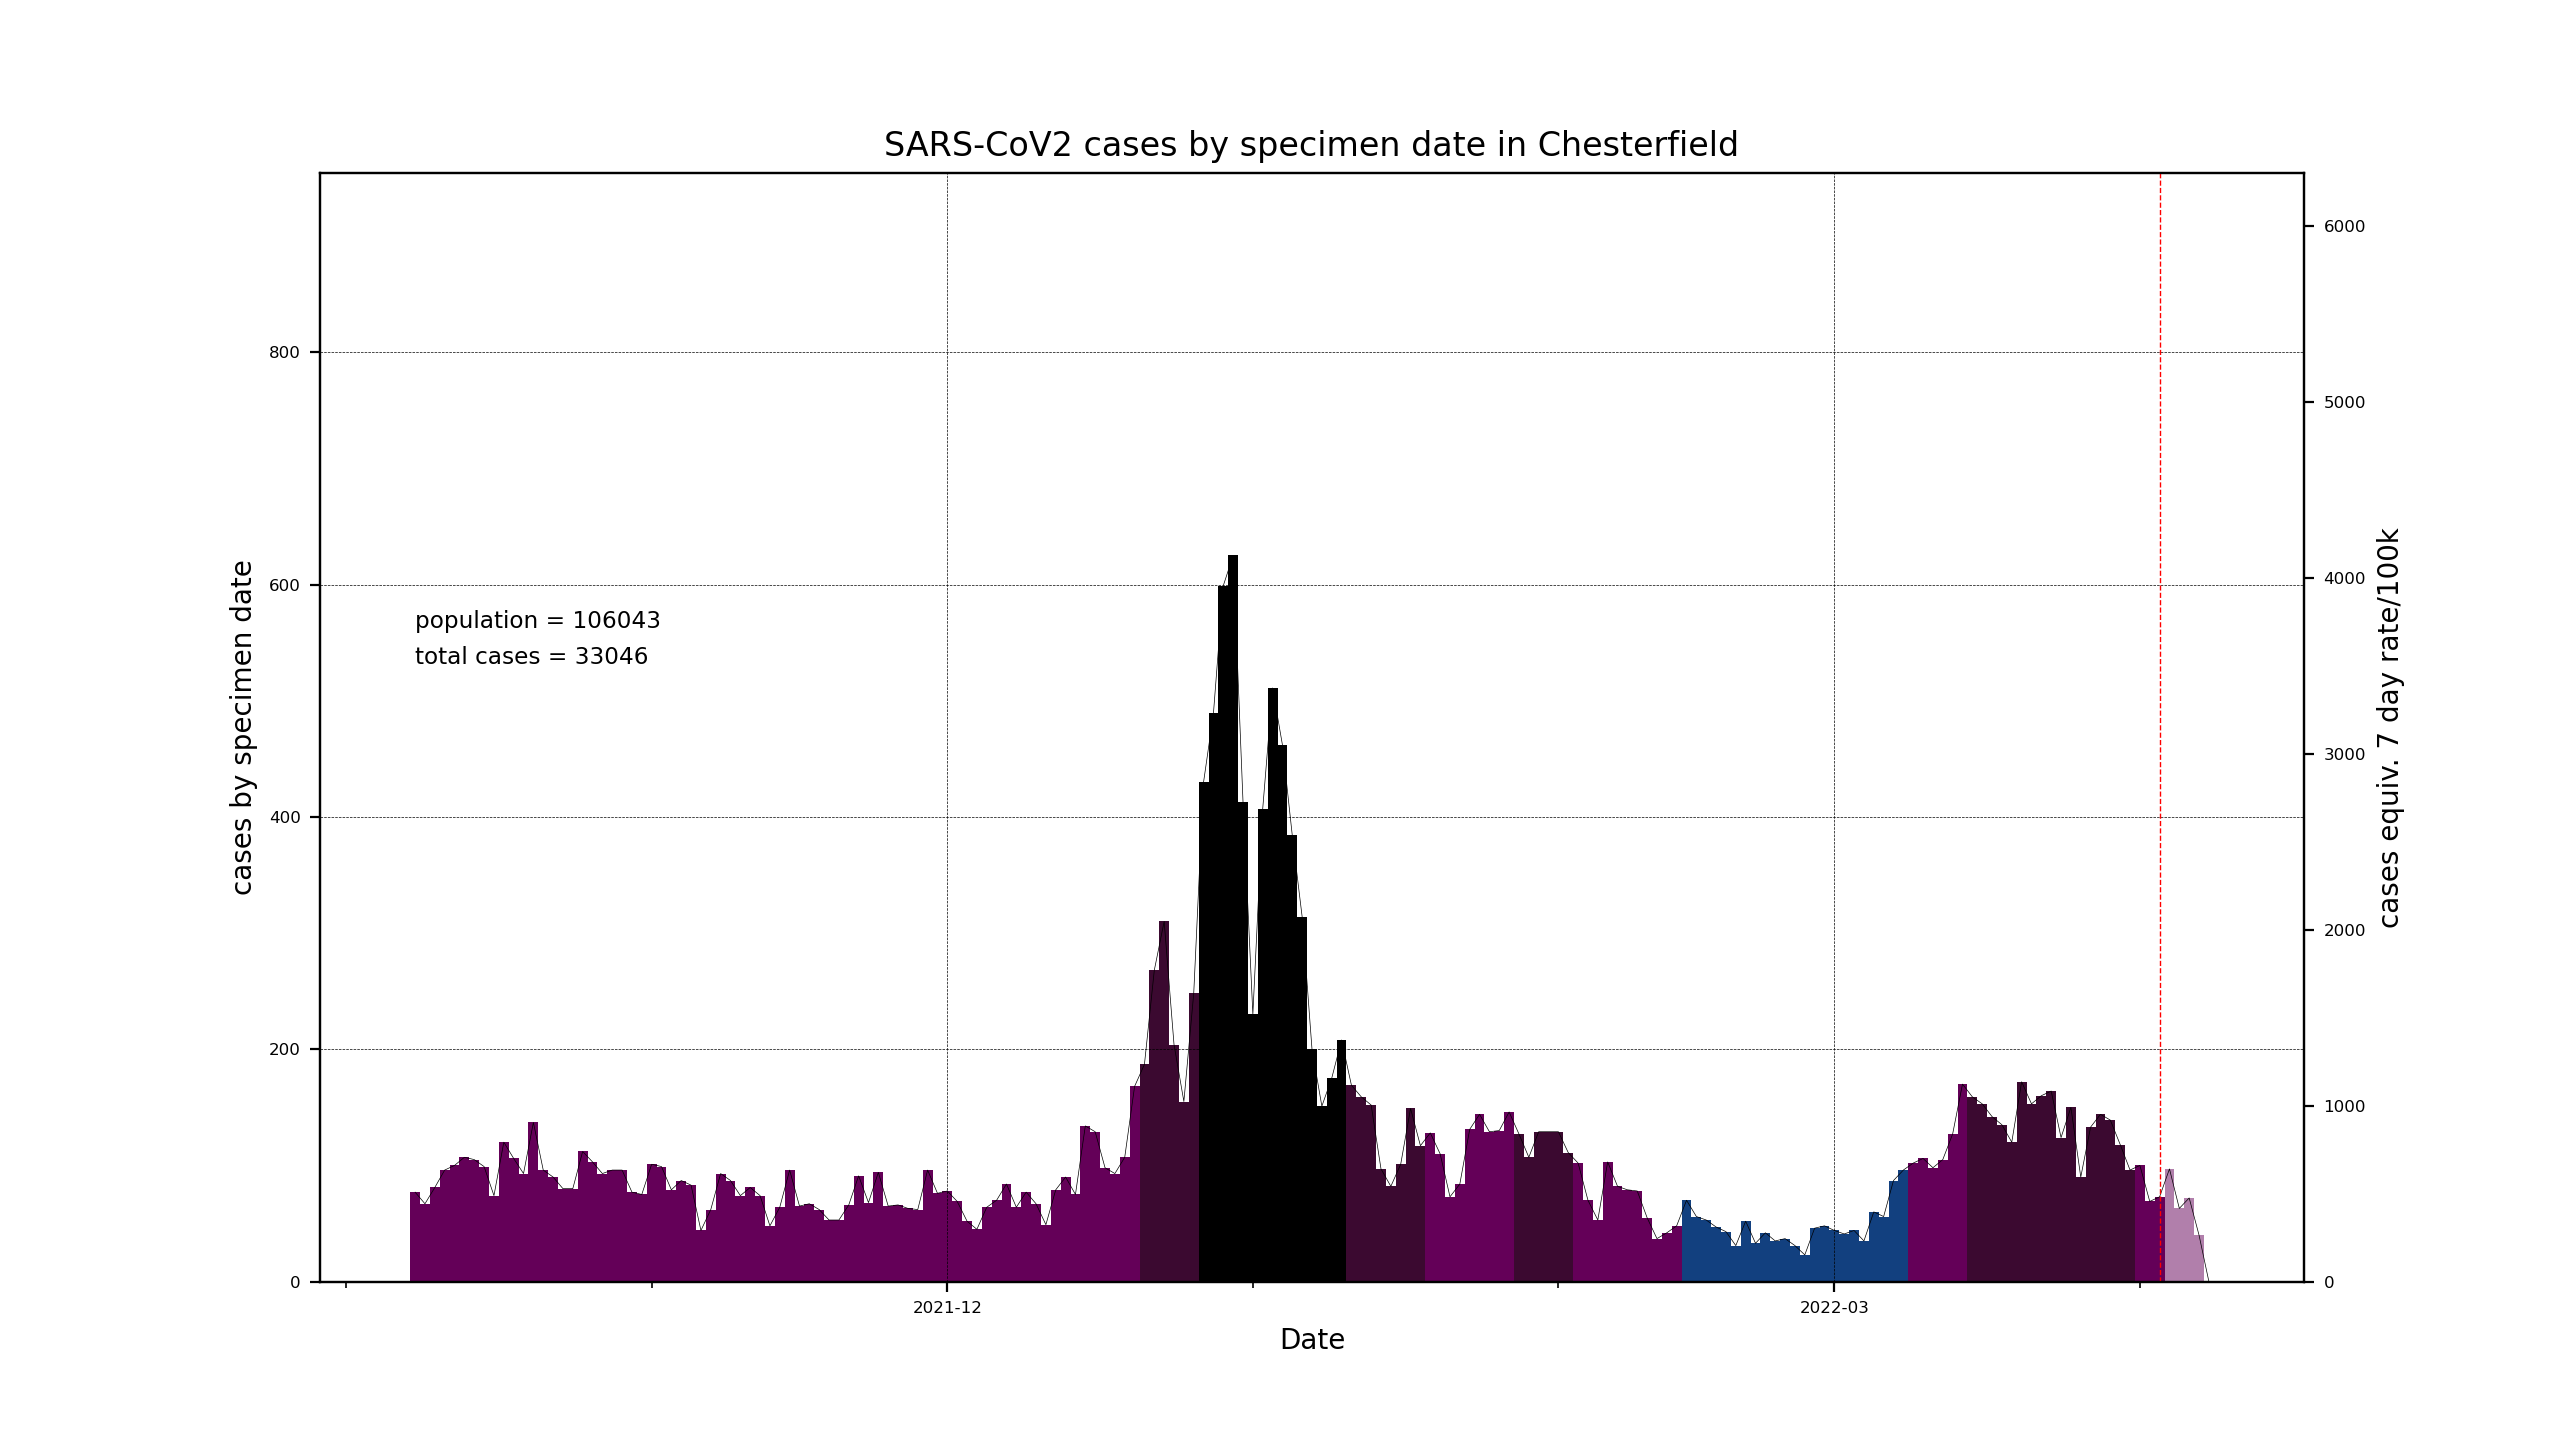 SARS-CoV2 cases by specimen date in Chesterfield
6000
800
5000
600
4000
population = 106043
total cases = 33046
cases by specimen date
cases equiv. 7 day rate/100k
3000
400
2000
200
1000
0
0
2021-12
2022-03
Date